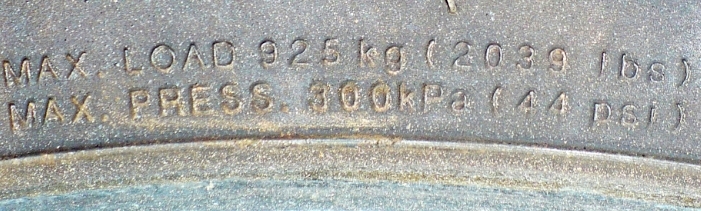 MAX. LOAD 925 kg (2039 lbs)
MAX. PRESS. 300kPa (44 psi)